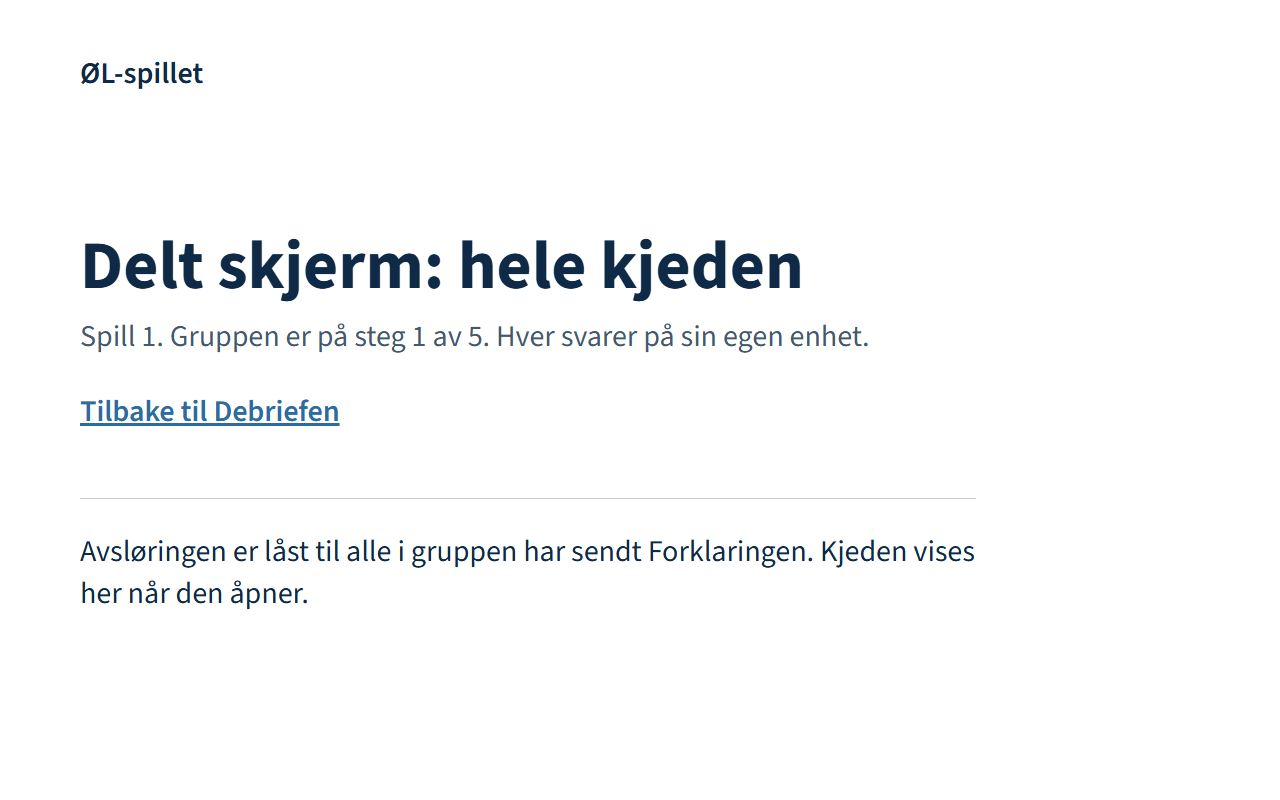 ØL-spillet
Delt skjerm: hele kjeden
Spill 1. Gruppen er på steg 1 av 5. Hver svarer på sin egen enhet.
Tilbake til Debriefen
Avsløringen er låst til alle i gruppen har sendt Forklaringen. Kjeden vises
her når den åpner.